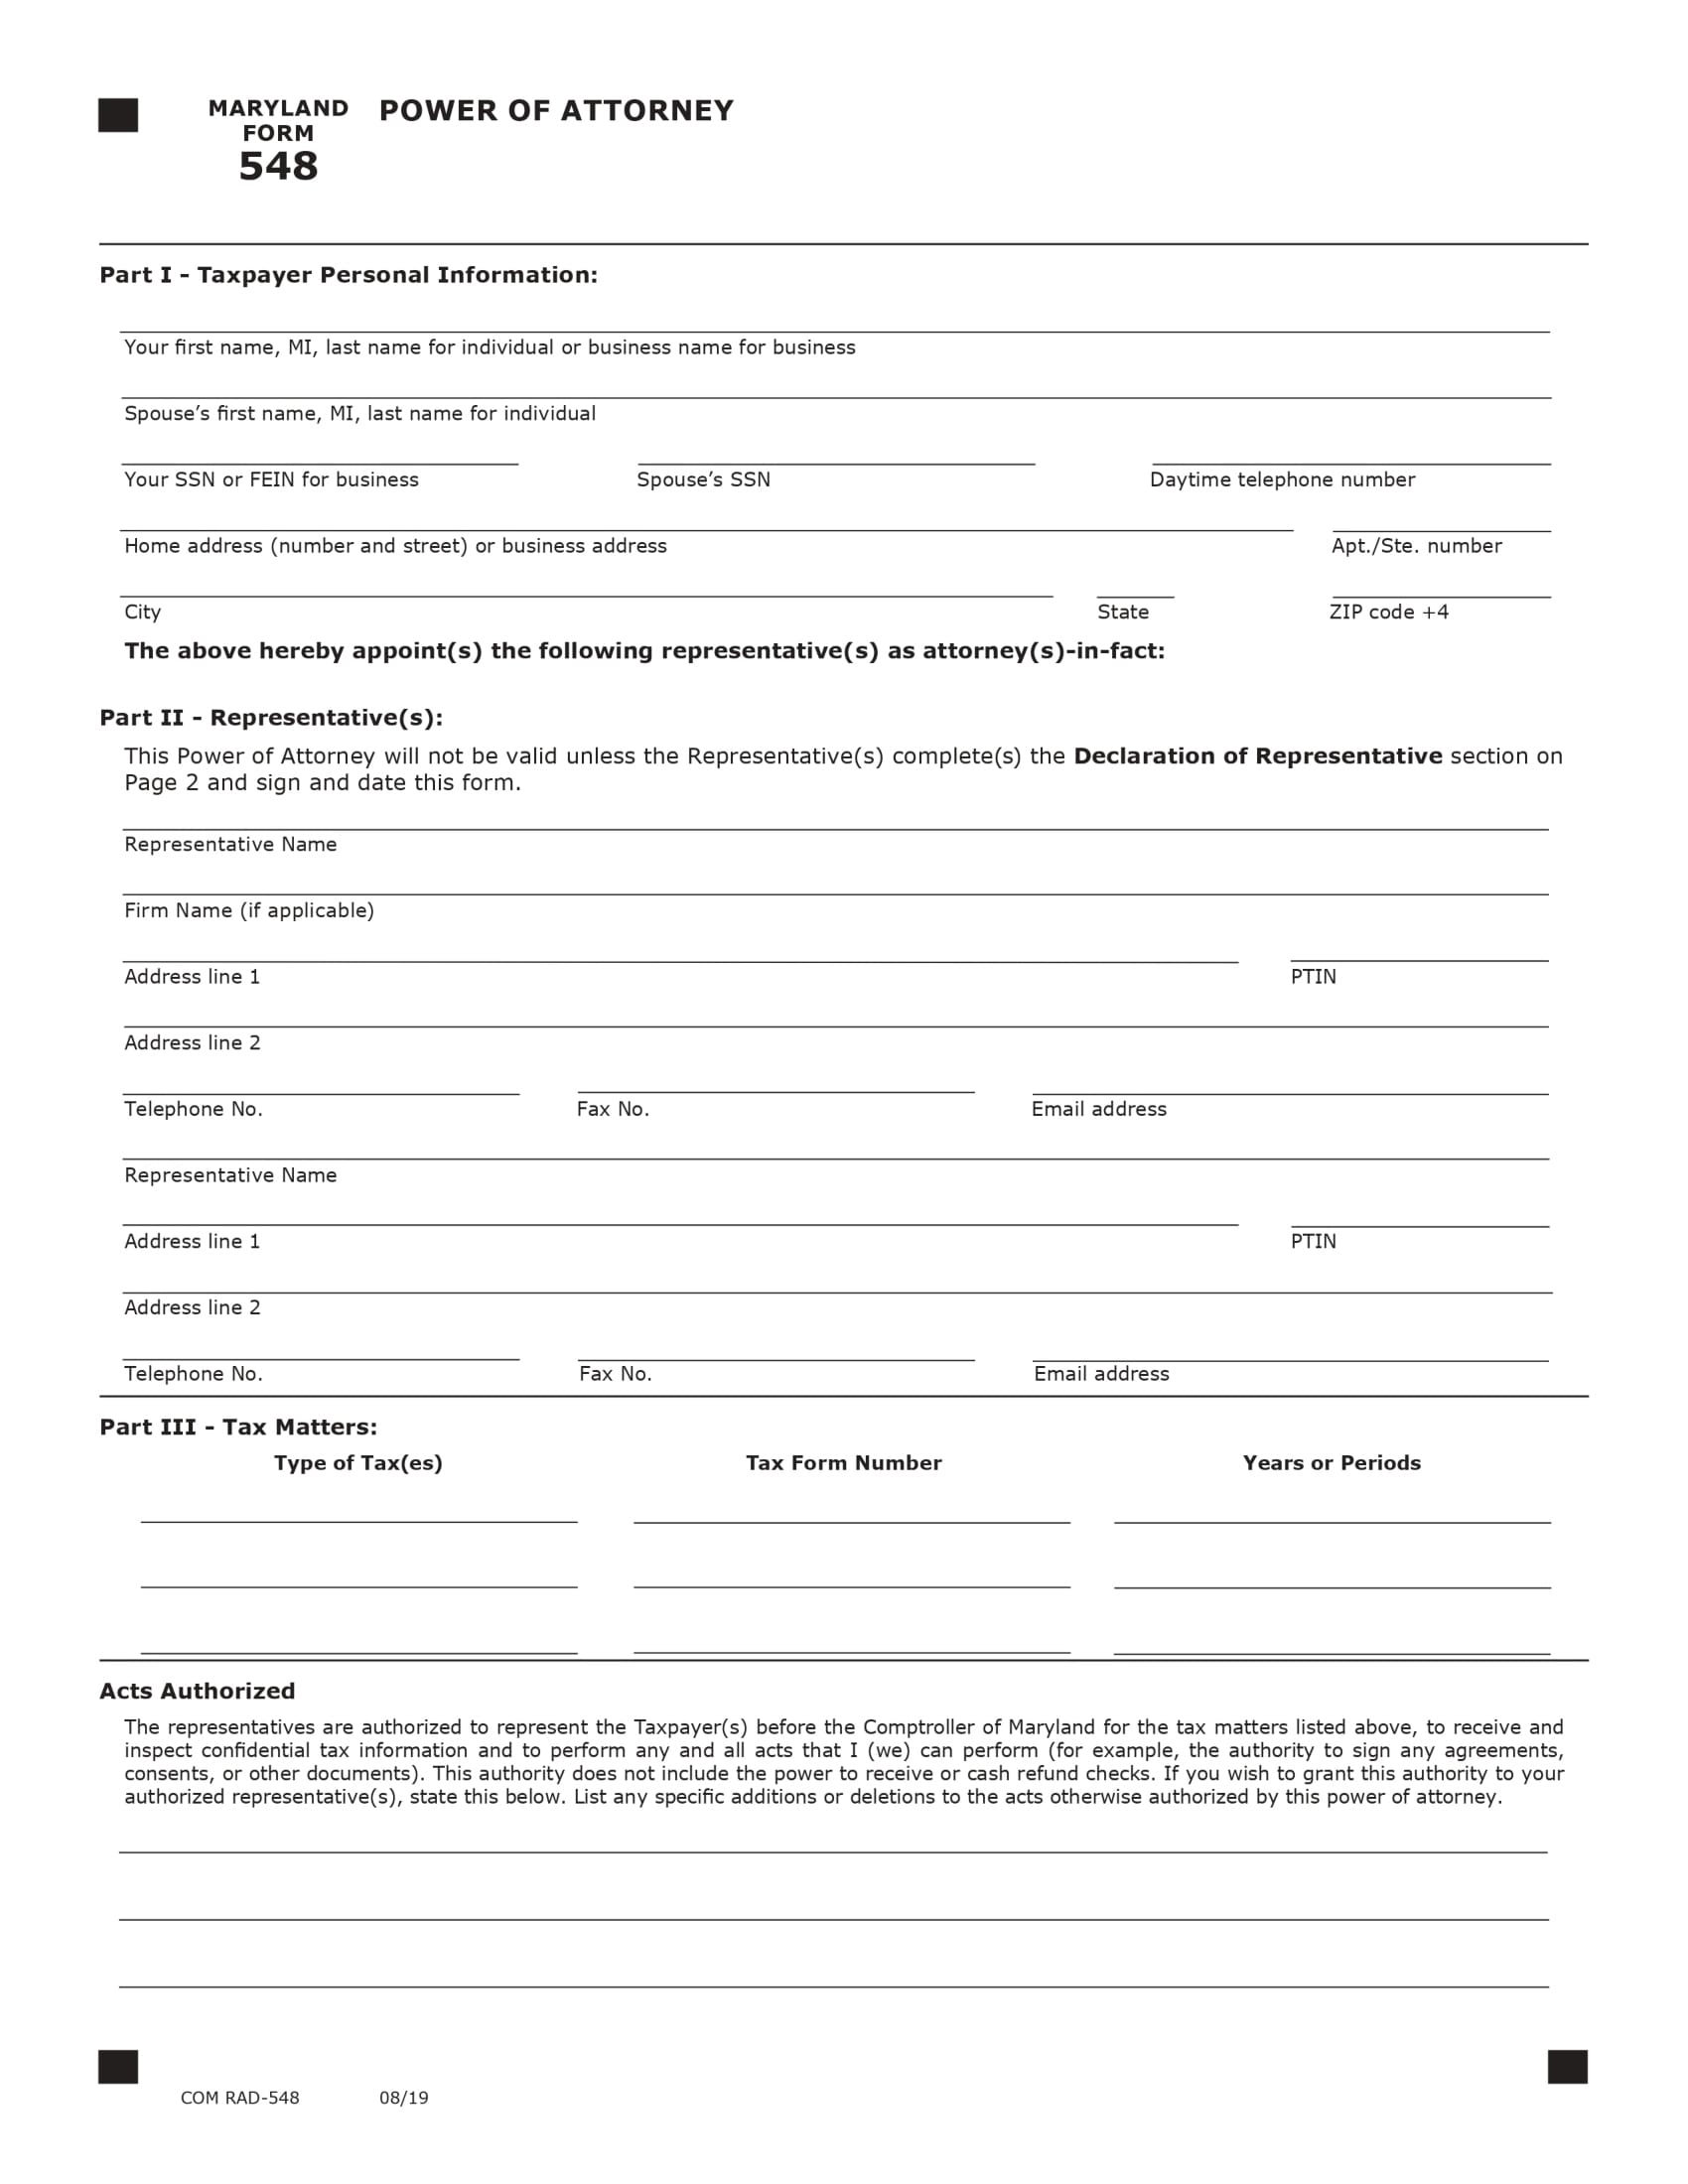 MARYLAND
FORM
548
POWER OF ATTORNEY
Part I - Taxpayer Personal Information:
Your first name, MI, last name for individual or business name for business
Spouse’s first name, MI, last name for individual
Your SSN or FEIN for business Spouse’s SSN Daytime telephone number
Home address (number and street) or business address Apt./Ste. number
City State ZIP code +4
The above hereby appoint(s) the following representative(s) as attorney(s)-in-fact:
Part II - Representative(s):
This Power of Attorney will not be valid unless the Representative(s) complete(s) the Declaration of Representative section on
Page 2 and sign and date this form.
Representative Name
Firm Name (if applicable)
Address line 1 PTIN
Address line 2
Telephone No. Fax No. Email address
Representative Name
Address line 1 PTIN
Address line 2
Telephone No. Fax No. Email address
Part III - Tax Matters:
Type of Tax(es) Tax Form Number Years or Periods
Acts Authorized
The representatives are authorized to represent the Taxpayer(s) before the Comptroller of Maryland for the tax matters listed above, to receive and
inspect confidential tax information and to perform any and all acts that I (we) can perform (for example, the authority to sign any agreements,
consents, or other documents). This authority does not include the power to receive or cash refund checks. If you wish to grant this authority to your
authorized representative(s), state this below. List any specific additions or deletions to the acts otherwise authorized by this power of attorney.
COM RAD-548 08/19